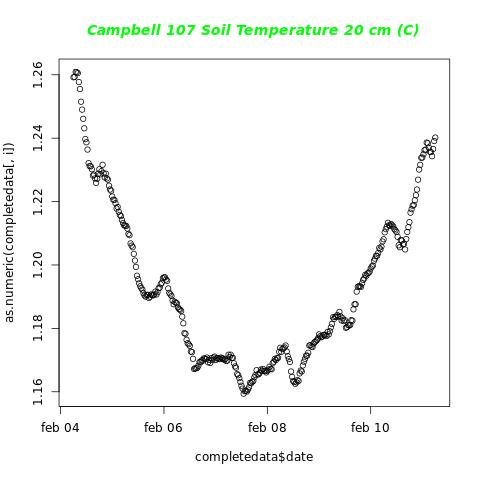 Campbell 107 Soil Temperature 20 cm (C)
as.numeric(completedata[, i])
1.26
1.24
1.22
1.20
1.18
1.16
feb 04 feb 06 feb 08 feb 10
completedata$date